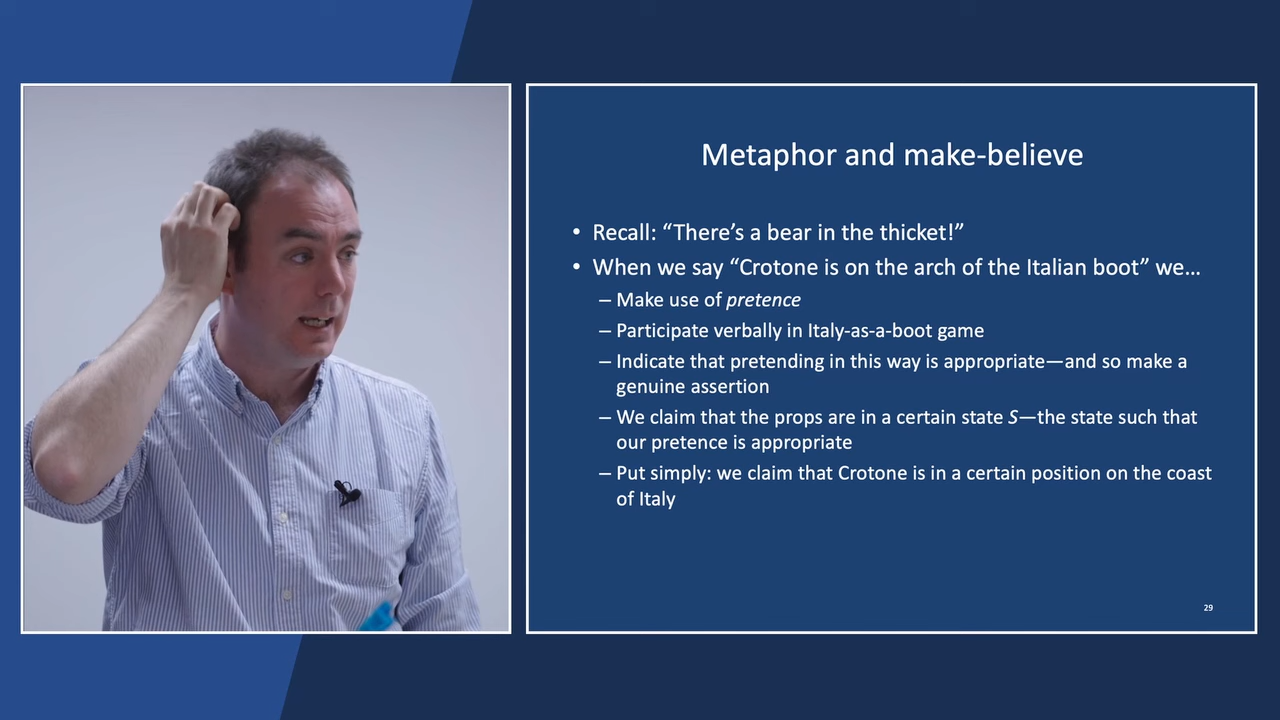 Metaphor and make-believe
• Recall: “There’s a bear in the thicket!”
• When we say “Crotone is on the arch of the Italian boot” we…
– Make use of pretence
– Participate verbally in Italy-as-a-boot game
– Indicate that pretending in this way is appropriate—and so make a
genuine assertion
– We claim that the props are in a certain state S—the state such that
our pretence is appropriate
– Put simply: we claim that Crotone is in a certain position on the coast
of Italy
29